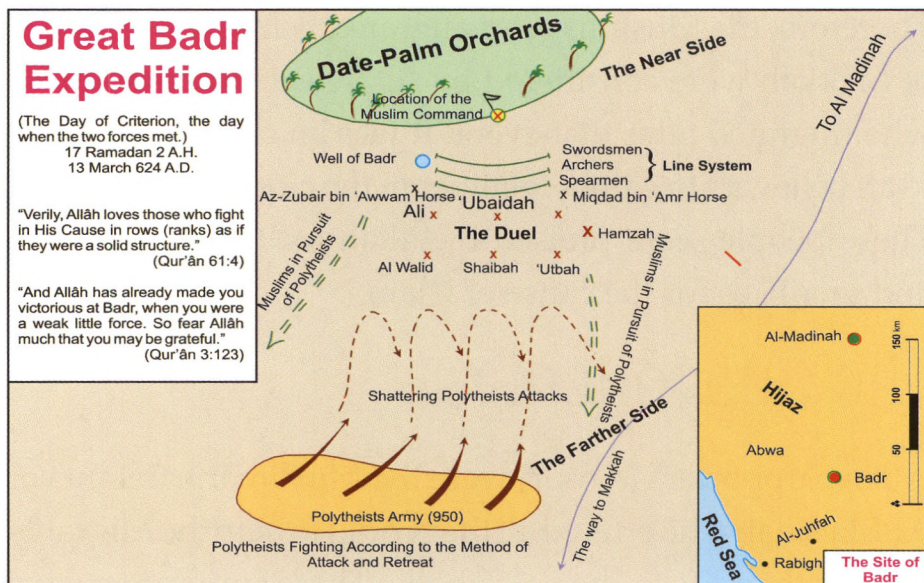 Great Badr
Expedition
(The Day of Criterion, the day
when the two forces met.)
17 Ramadan 2 A.H.
13 March 624 A.D.
“Verily, Allâh loves those who fight
in His Cause in rows (ranks) as if
they were a solid structure.”
(Qur’ân 61:4)
“And Allâh has already made you
victorious at Badr, when you were
a weak little force. So fear Allâh
much that you may be grateful.”
(Qur’ân 3:123)
Date-Palm Orchards
The Near Side
Location of the
Muslim Command
To Al Madinah
Well of Badr
Swordsmen
Archers
Spearmen
Line System
Az-Zubair bin ‘Awwam Horse
Miqdad bin ‘Amr Horse
Ali
‘Ubaidah
Hamzah
The Duel
Al Walid
Shaibah
‘Utbah
Muslims in Pursuit
of Polytheists
Muslims in Pursuit of Polytheists
Shattering Polytheists Attacks
The Farther Side
The way to Makkah
Polytheists Army (950)
Polytheists Fighting According to the Method of
Attack and Retreat
Al-Madinah
150 km
Hijaz
100
Abwa
50
Badr
Red Sea
Al-Juhfah
Rabigh
The Site of
Badr